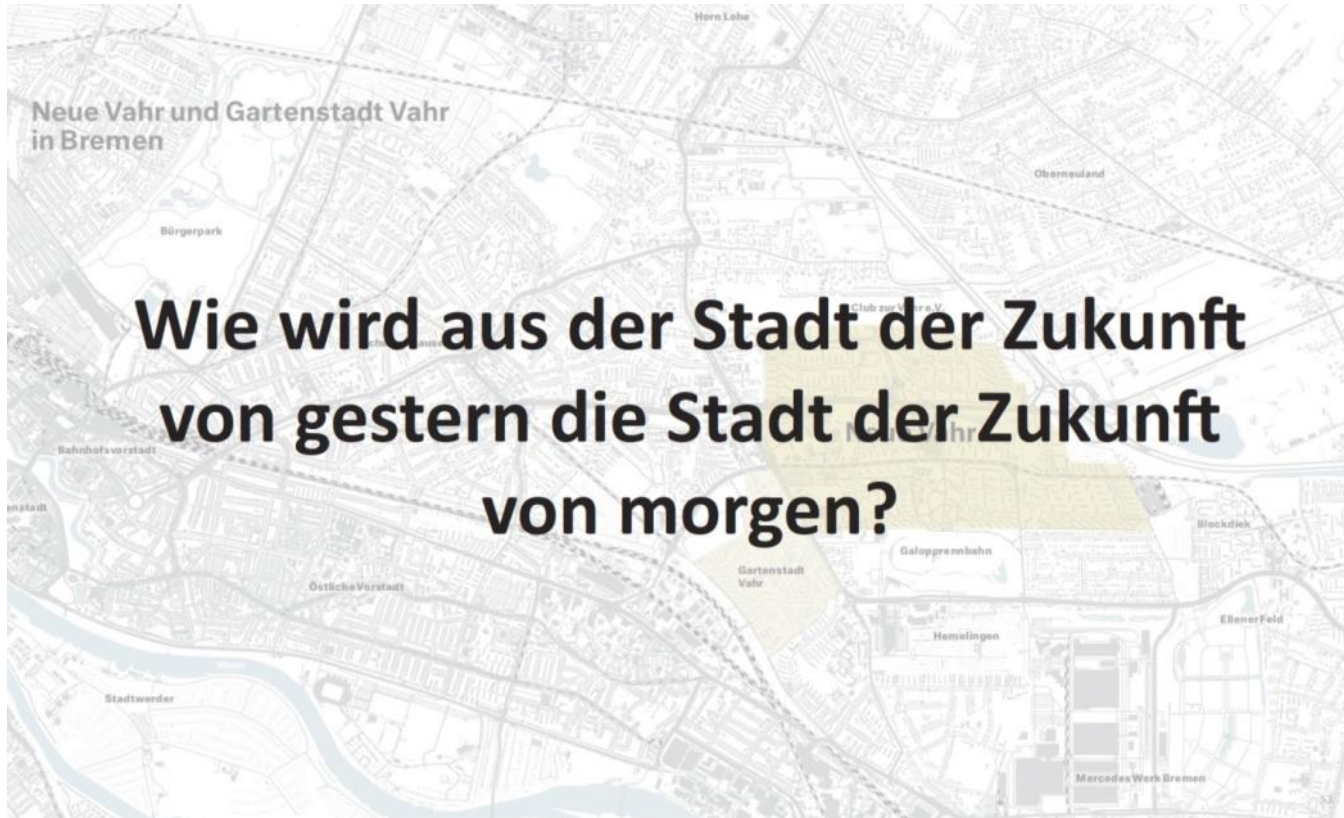 Horn Lehe
Neue Vahr und Gartenstadt Vahr
in Bremen
Oberneuland
Bürgerpark
Club zur Vahr e.V.
Wie wird aus der Stadt der Zukunft
von gestern die Stadt der Zukunft
von morgen?
Neue Vahr
Bahnhofsvorstadt
Blockdiek
Galopprennbahn
Gartenstadt
Vahr
Östliche Vorstadt
Ellener Feld
Hemelingen
Stadtwerder
Mercedes Werk Bremen